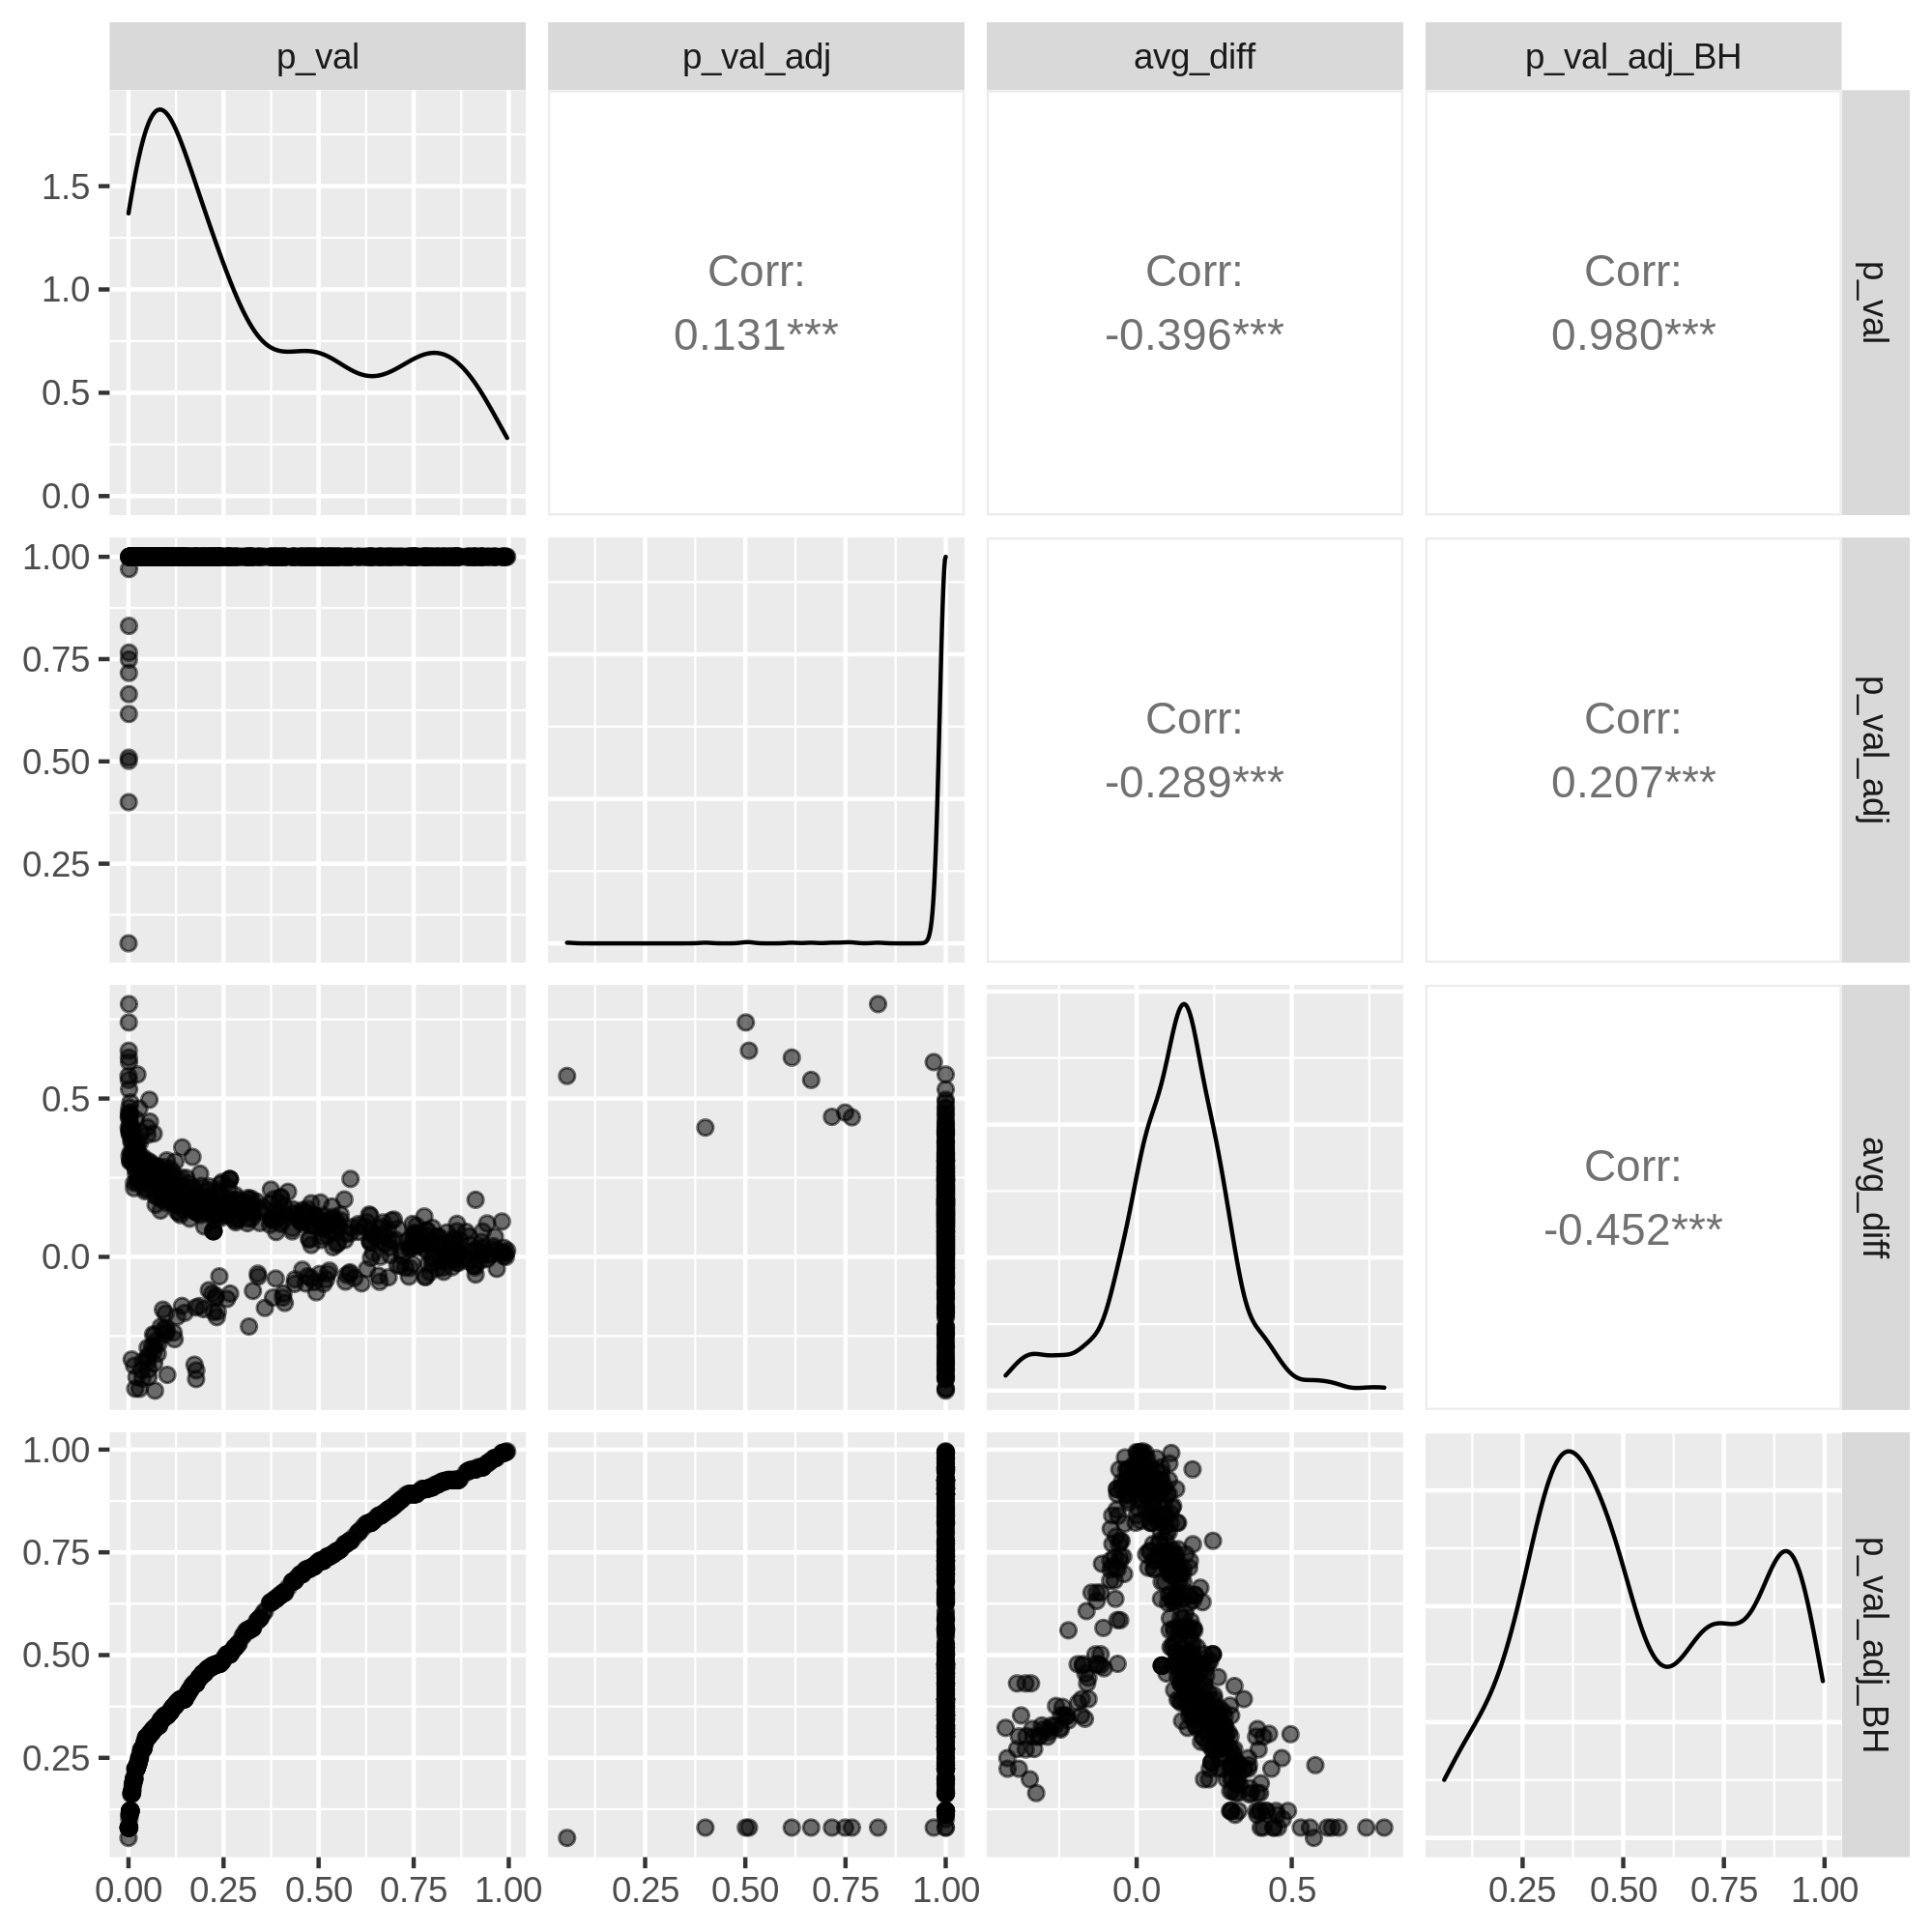 p_val p_val_adj avg_diff p_val_adj_BH
1.5
1.0
0.5
0.0
Corr:
0.131***
Corr:
-0.396***
Corr:
0.980***
p_val
1.00
0.75
0.50
0.25
Corr:
-0.289***
Corr:
0.207***
p_val_adj
0.5
0.0
Corr:
-0.452***
avg_diff
1.00
0.75
0.50
0.25
p_val_adj_BH
0.00 0.25 0.50 0.75 1.00 0.25 0.50 0.75 1.00 0.0 0.5 0.25 0.50 0.75 1.00